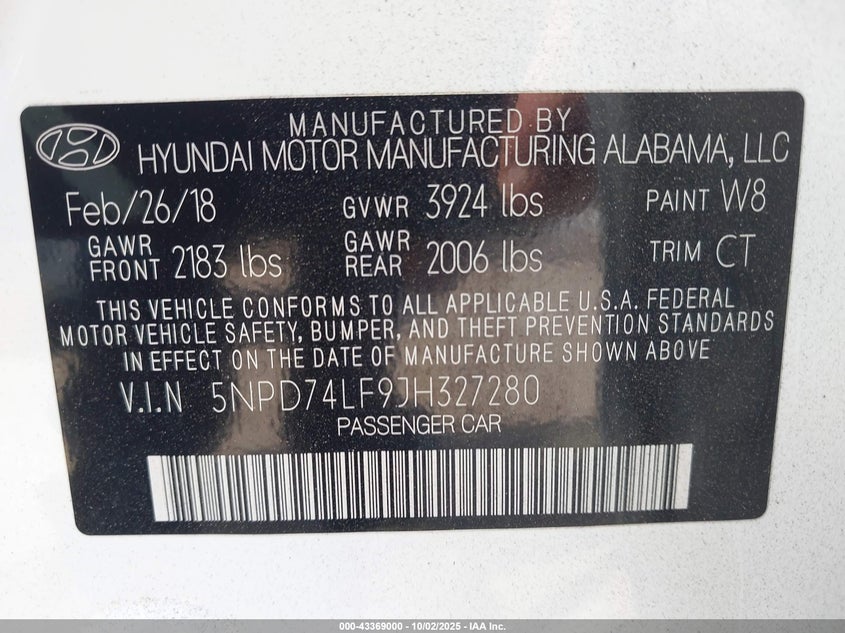 MANUFACTURED BY
HYUNDAI MOTOR MANUFACTURING ALABAMA, LLC
Feb/26/18 GVWR 3924 lbs PAINT W8
GAWR FRONT 2183 lbs GAWR REAR 2006 lbs TRIM CT
THIS VEHICLE CONFORMS TO ALL APPLICABLE U.S.A. FEDERAL
MOTOR VEHICLE SAFETY, BUMPER, AND THEFT PREVENTION STANDARDS
IN EFFECT ON THE DATE OF MANUFACTURE SHOWN ABOVE
V.I.N 5NPD74LF9JH327280
PASSENGER CAR
000-43369000 - 10/02/2025 - IAA Inc.